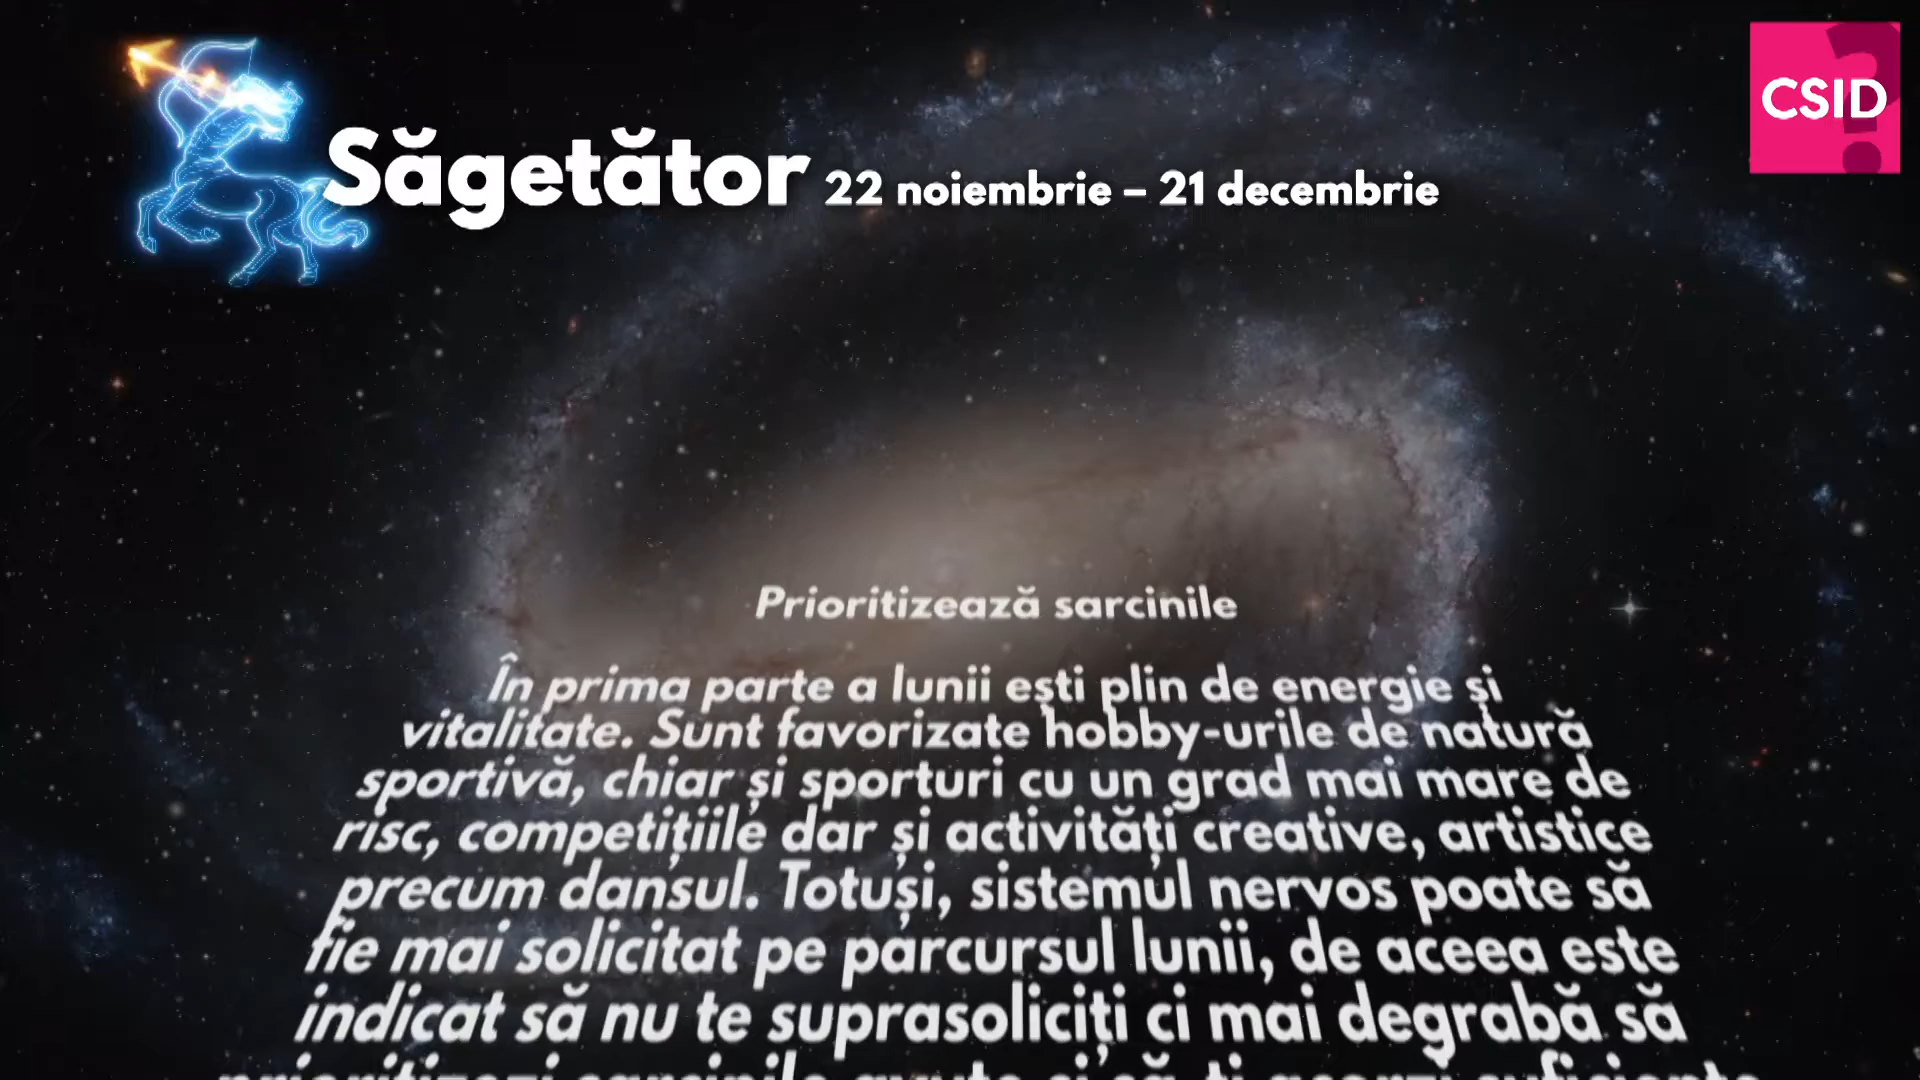 CSID
Săgetător 22 noiembrie – 21 decembrie
Prioritizează sarcinile
În prima parte a lunii ești plin de energie și
vitalitate. Sunt favorizate hobby-urile de natură
sportivă, chiar și sporturi cu un grad mai mare de
risc, competițiile dar și activități creative, artistice
precum dansul. Totuși, sistemul nervos poate să
fie mai solicitat pe parcursul lunii, de aceea este
indicat să nu te suprasoliciți ci mai degrabă să